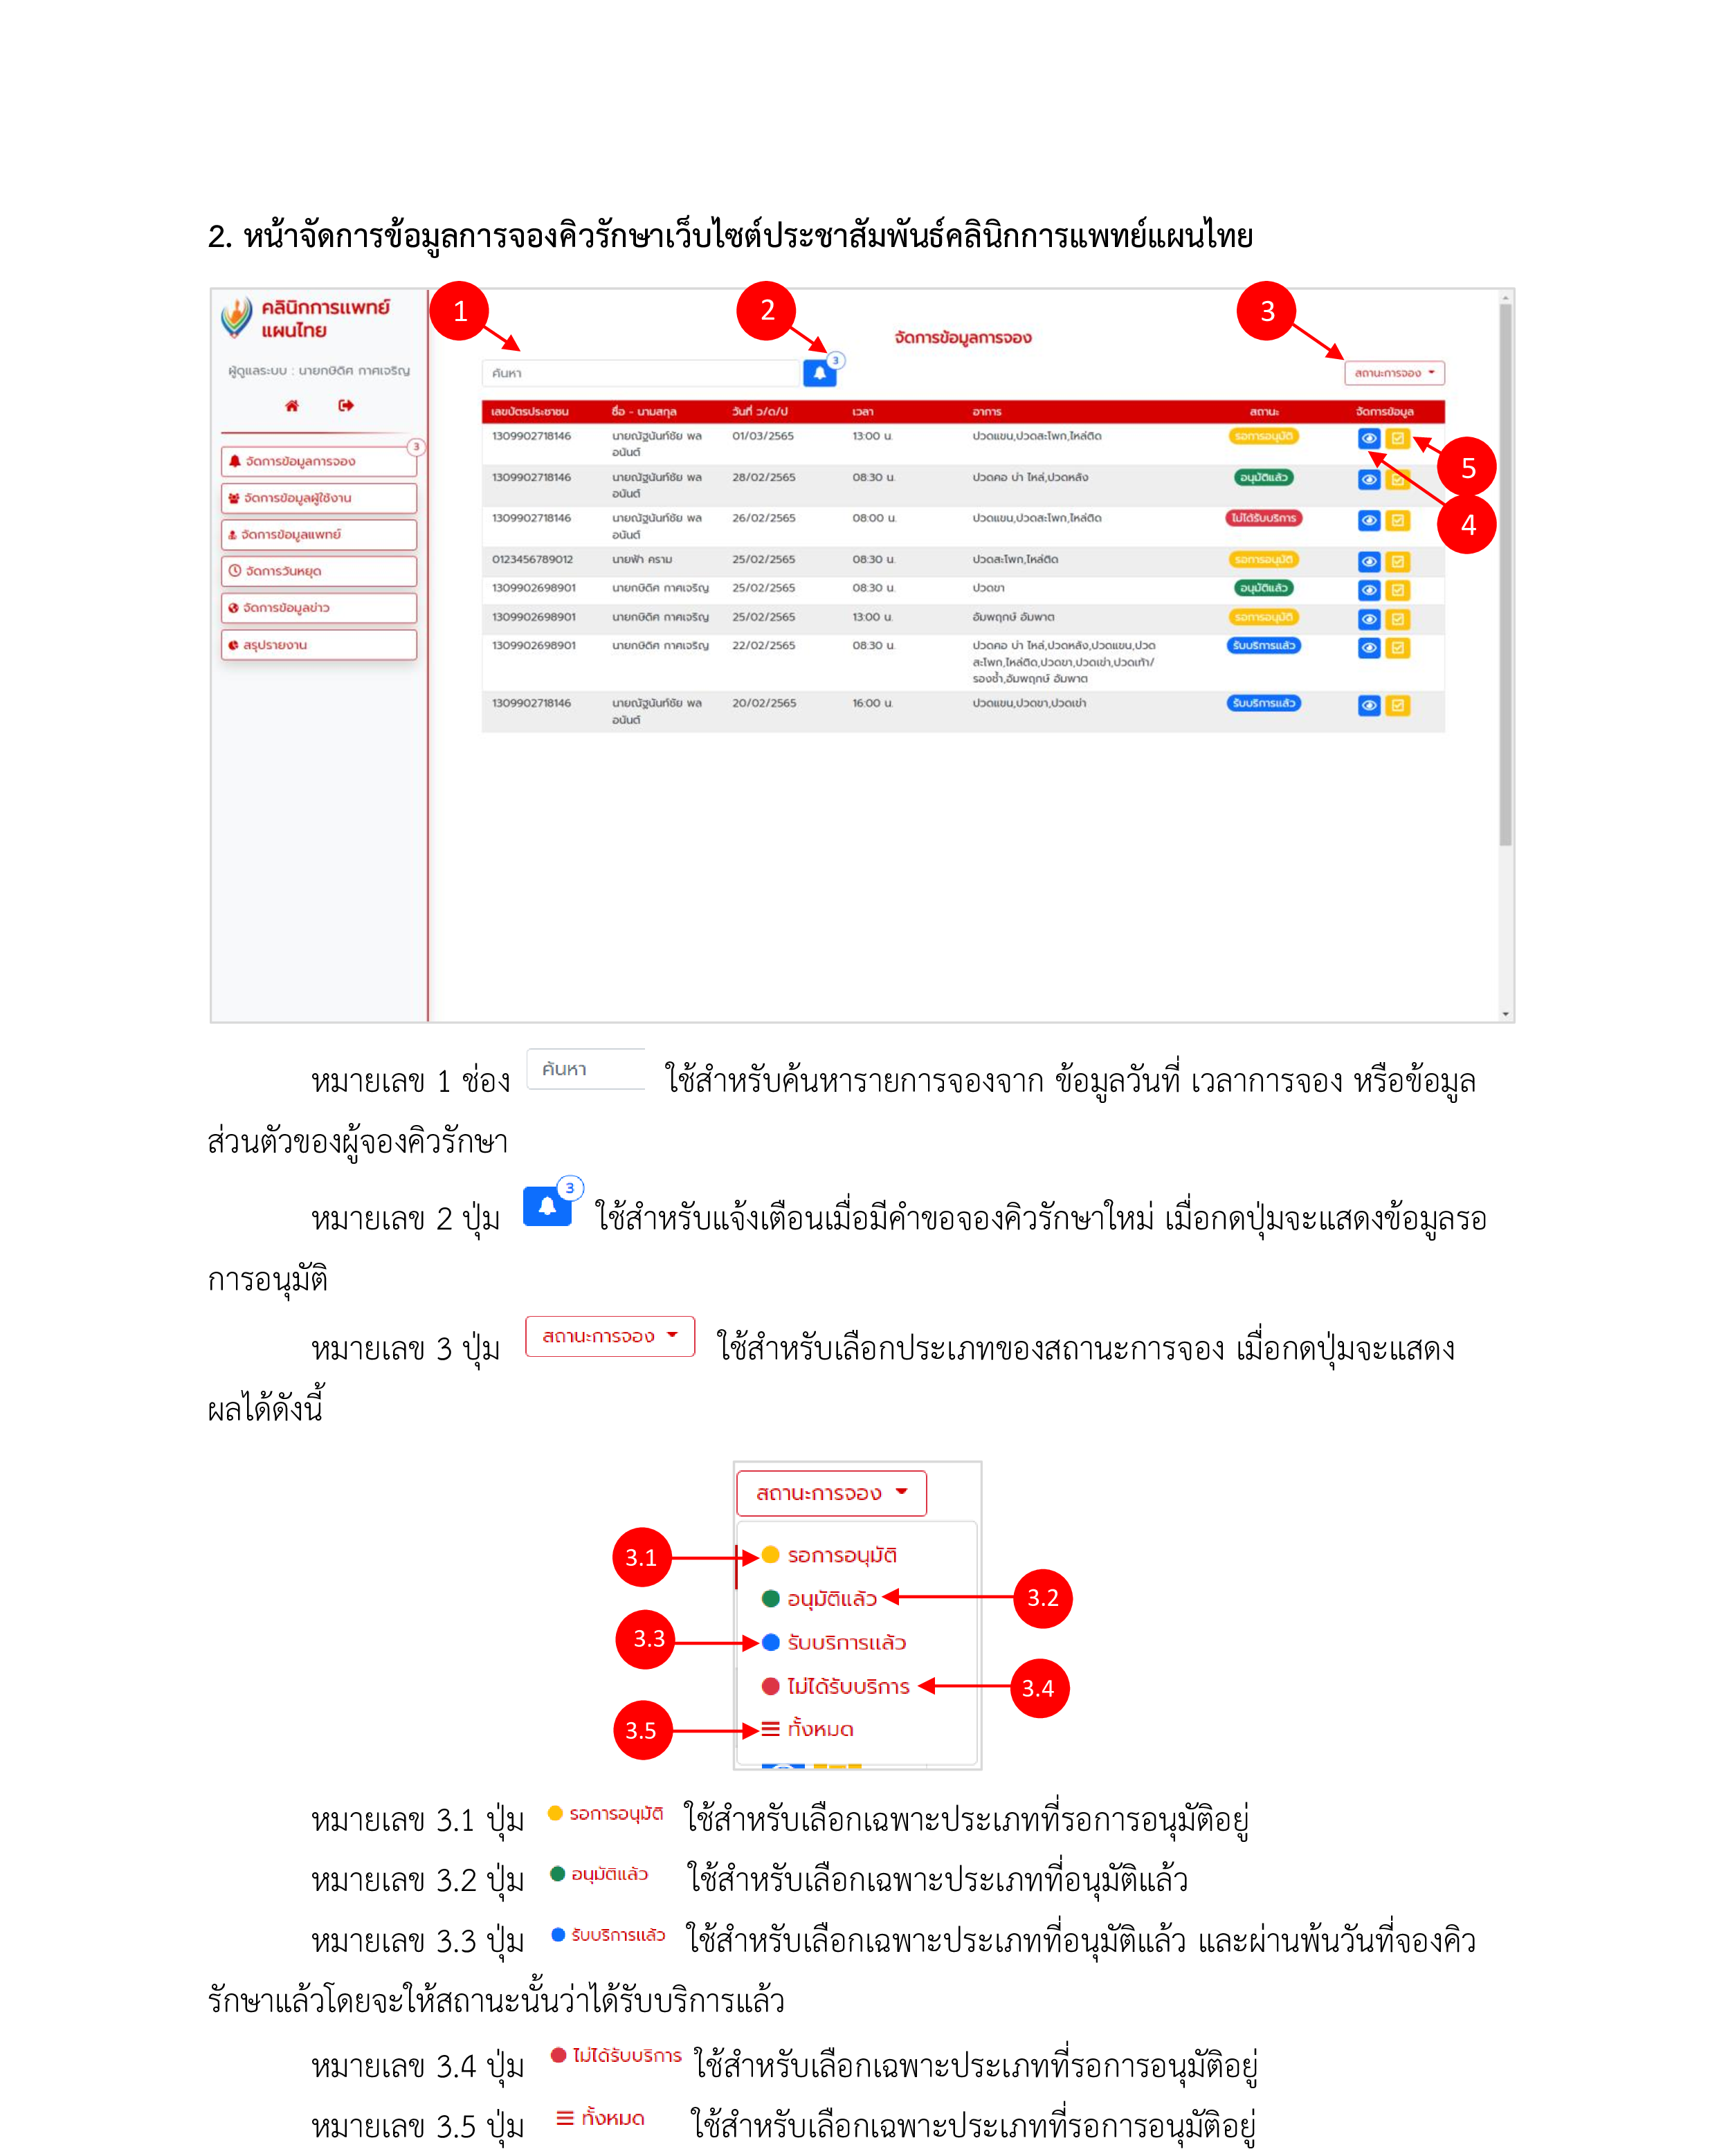 2. หน้าจัดการข้อมูลการจองคิวรักษาเว็บไซต์ประชาสัมพันธ์คลินิกการแพทย์แผนไทย
คลินิกการแพทย์
แผนไทย
ผู้ดูแลระบบ : นายกษิดิศ กาศเจริญ
3
จัดการข้อมูลการจอง
จัดการข้อมูลผู้ใช้งาน
จัดการข้อมูลแพทย์
จัดการวันหยุด
จัดการข้อมูลข่าว
สรุปรายงาน
1
2
3
จัดการข้อมูลการจอง
ค้นหา
3
สถานะการจอง
เลขบัตรประชาชน ชื่อ - นามสกุล วันที่ ว/ด/ป เวลา อาการ สถานะ จัดการข้อมูล
1309902718146 นายณัฐนันท์ชัย พล 01/03/2565 13:00 น. ปวดแขน,ปวดสะโพก,ไหล่ติด รอการอนุมัติ
อนันต์
5
1309902718146 นายณัฐนันท์ชัย พล 28/02/2565 08:30 น. ปวดคอ บ่า ไหล่,ปวดหลัง อนุมัติแล้ว
อนันต์
4
1309902718146 นายณัฐนันท์ชัย พล 26/02/2565 08:00 น. ปวดแขน,ปวดสะโพก,ไหล่ติด ไม่ได้รับบริการ
อนันต์
0123456789012 นายฟ้า คราม 25/02/2565 08:30 น. ปวดสะโพก,ไหล่ติด รอการอนุมัติ
1309902698901 นายกษิดิศ กาศเจริญ 25/02/2565 08:30 น. ปวดขา อนุมัติแล้ว
1309902698901 นายกษิดิศ กาศเจริญ 25/02/2565 13:00 น. อัมพฤกษ์ อัมพาต รอการอนุมัติ
1309902698901 นายกษิดิศ กาศเจริญ 22/02/2565 08:30 น. ปวดคอ บ่า ไหล่,ปวดหลัง,ปวดแขน,ปวด รับบริการแล้ว
สะโพก,ไหล่ติด,ปวดขา,ปวดเข่า,ปวดเท้า/
รองช้ำ,อัมพฤกษ์ อัมพาต
1309902718146 นายณัฐนันท์ชัย พล 20/02/2565 16:00 น. ปวดแขน,ปวดขา,ปวดเข่า รับบริการแล้ว
อนันต์
หมายเลข 1 ช่อง ค้นหา ใช้สำหรับค้นหารายการจองจาก ข้อมูลวันที่ เวลาการจอง หรือข้อมูล
ส่วนตัวของผู้จองคิวรักษา
หมายเลข 2 ปุ่ม 3 ใช้สำหรับแจ้งเตือนเมื่อมีคำขอจองคิวรักษาใหม่ เมื่อกดปุ่มจะแสดงข้อมูลรอ
การอนุมัติ
หมายเลข 3 ปุ่ม สถานะการจอง ใช้สำหรับเลือกประเภทของสถานะการจอง เมื่อกดปุ่มจะแสดง
ผลได้ดังนี้
สถานะการจอง
3.1 รอการอนุมัติ
อนุมัติแล้ว 3.2
3.3 รับบริการแล้ว
ไม่ได้รับบริการ 3.4
3.5 ทั้งหมด
หมายเลข 3.1 ปุ่ม รอการอนุมัติ ใช้สำหรับเลือกเฉพาะประเภทที่รอการอนุมัติอยู่
หมายเลข 3.2 ปุ่ม อนุมัติแล้ว ใช้สำหรับเลือกเฉพาะประเภทที่อนุมัติแล้ว
หมายเลข 3.3 ปุ่ม รับบริการแล้ว ใช้สำหรับเลือกเฉพาะประเภทที่อนุมัติแล้ว และผ่านพ้นวันที่จองคิว
รักษาแล้วโดยจะให้สถานะนั้นว่าได้รับบริการแล้ว
หมายเลข 3.4 ปุ่ม ไม่ได้รับบริการ ใช้สำหรับเลือกเฉพาะประเภทที่รอการอนุมัติอยู่
หมายเลข 3.5 ปุ่ม ทั้งหมด ใช้สำหรับเลือกเฉพาะประเภทที่รอการอนุมัติอยู่